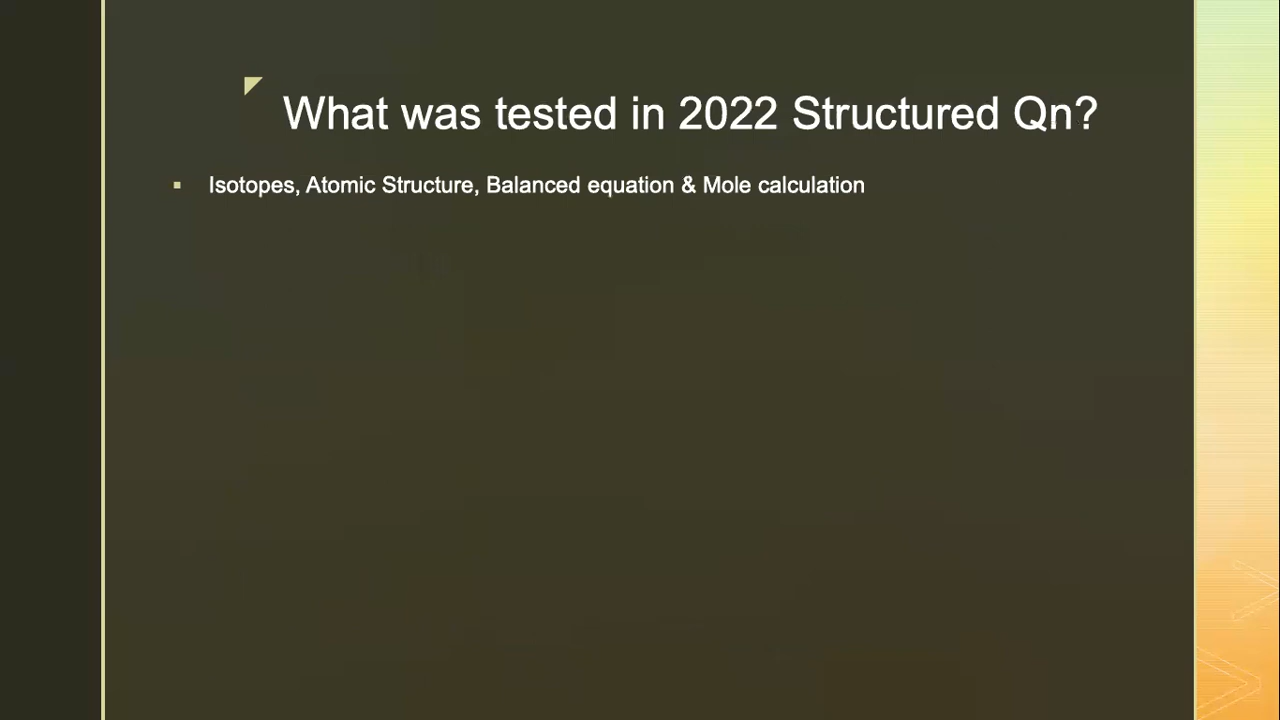 What was tested in 2022 Structured Qn?
Isotopes, Atomic Structure, Balanced equation & Mole calculation